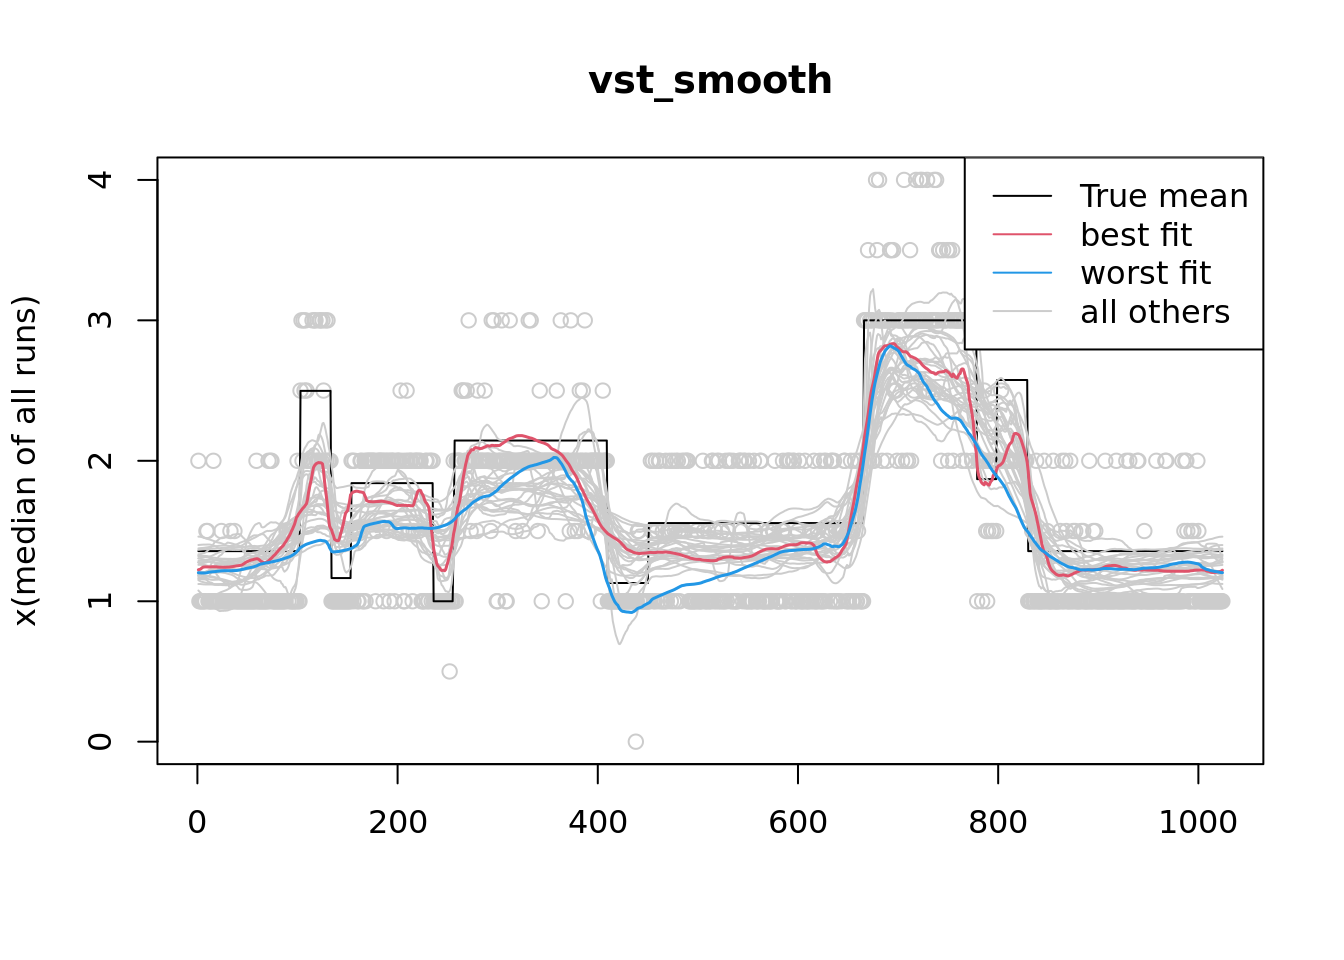 vst_smooth
x(median of all runs)
4
3
2
1
0
True mean
best fit
worst fit
all others
0 200 400 600 800 1000